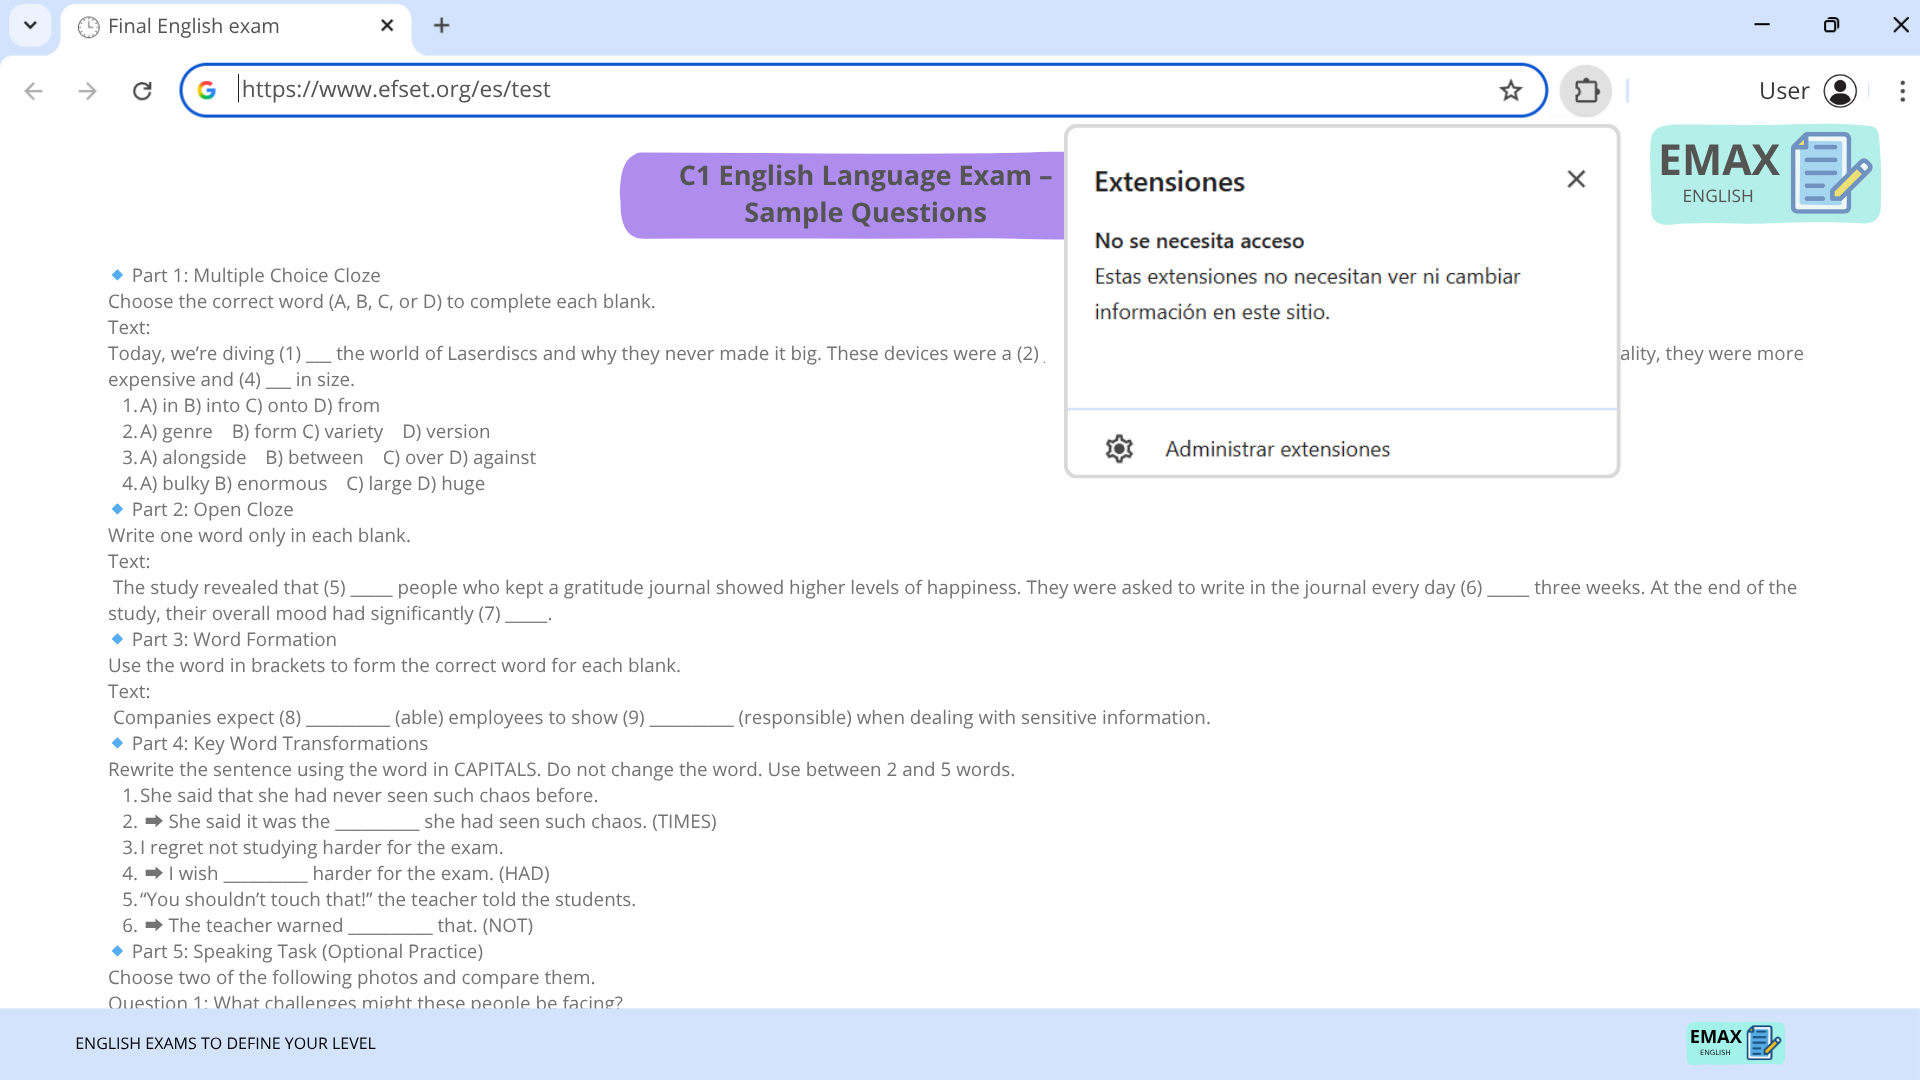 Final English exam
https://www.efset.org/es/test
User
C1 English Language Exam –
Sample Questions
Extensiones
No se necesita acceso
Estas extensiones no necesitan ver ni cambiar
información en este sitio.
Administrar extensiones
EMAX
ENGLISH
🔹 Part 1: Multiple Choice Cloze
Choose the correct word (A, B, C, or D) to complete each blank.
Text:
Today, we’re diving (1) ___ the world of Laserdiscs and why they never made it big. These devices were a (2) ality, they were more
expensive and (4) ___ in size.
1. A) in B) into C) onto D) from
2. A) genre B) form C) variety D) version
3. A) alongside B) between C) over D) against
4. A) bulky B) enormous C) large D) huge
🔹 Part 2: Open Cloze
Write one word only in each blank.
Text:
The study revealed that (5) _____ people who kept a gratitude journal showed higher levels of happiness. They were asked to write in the journal every day (6) _____ three weeks. At the end of the
study, their overall mood had significantly (7) _____.
🔹 Part 3: Word Formation
Use the word in brackets to form the correct word for each blank.
Text:
Companies expect (8) __________ (able) employees to show (9) __________ (responsible) when dealing with sensitive information.
🔹 Part 4: Key Word Transformations
Rewrite the sentence using the word in CAPITALS. Do not change the word. Use between 2 and 5 words.
1. She said that she had never seen such chaos before.
2. ➡ She said it was the __________ she had seen such chaos. (TIMES)
3. I regret not studying harder for the exam.
4. ➡ I wish __________ harder for the exam. (HAD)
5. “You shouldn’t touch that!” the teacher told the students.
6. ➡ The teacher warned __________ that. (NOT)
🔹 Part 5: Speaking Task (Optional Practice)
Choose two of the following photos and compare them.
Question 1: What challenges might these people be facing?
ENGLISH EXAMS TO DEFINE YOUR LEVEL
EMAX
ENGLISH